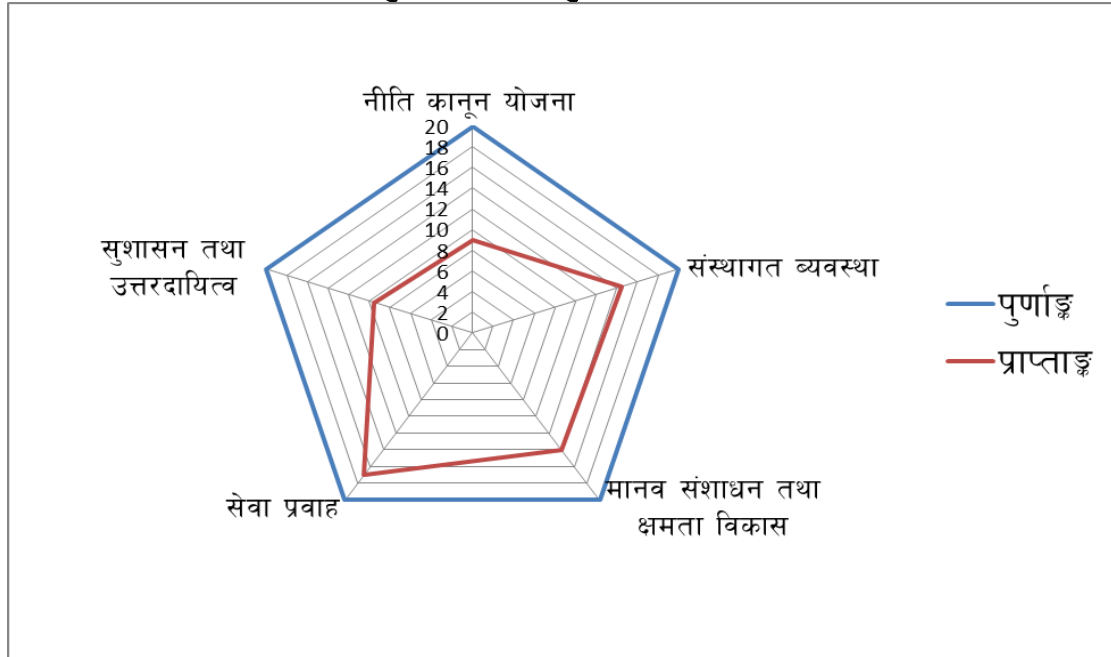 नीति कानून योजना
20
18
16
14
12
10
8
6
4
2
0
संस्थागत ब्यवस्था
मानव संशाधन तथा
क्षमता विकास
सेवा प्रवाह
सुशासन तथा
उत्तरदायित्व
पुर्णाङ्क
प्राप्ताङ्क